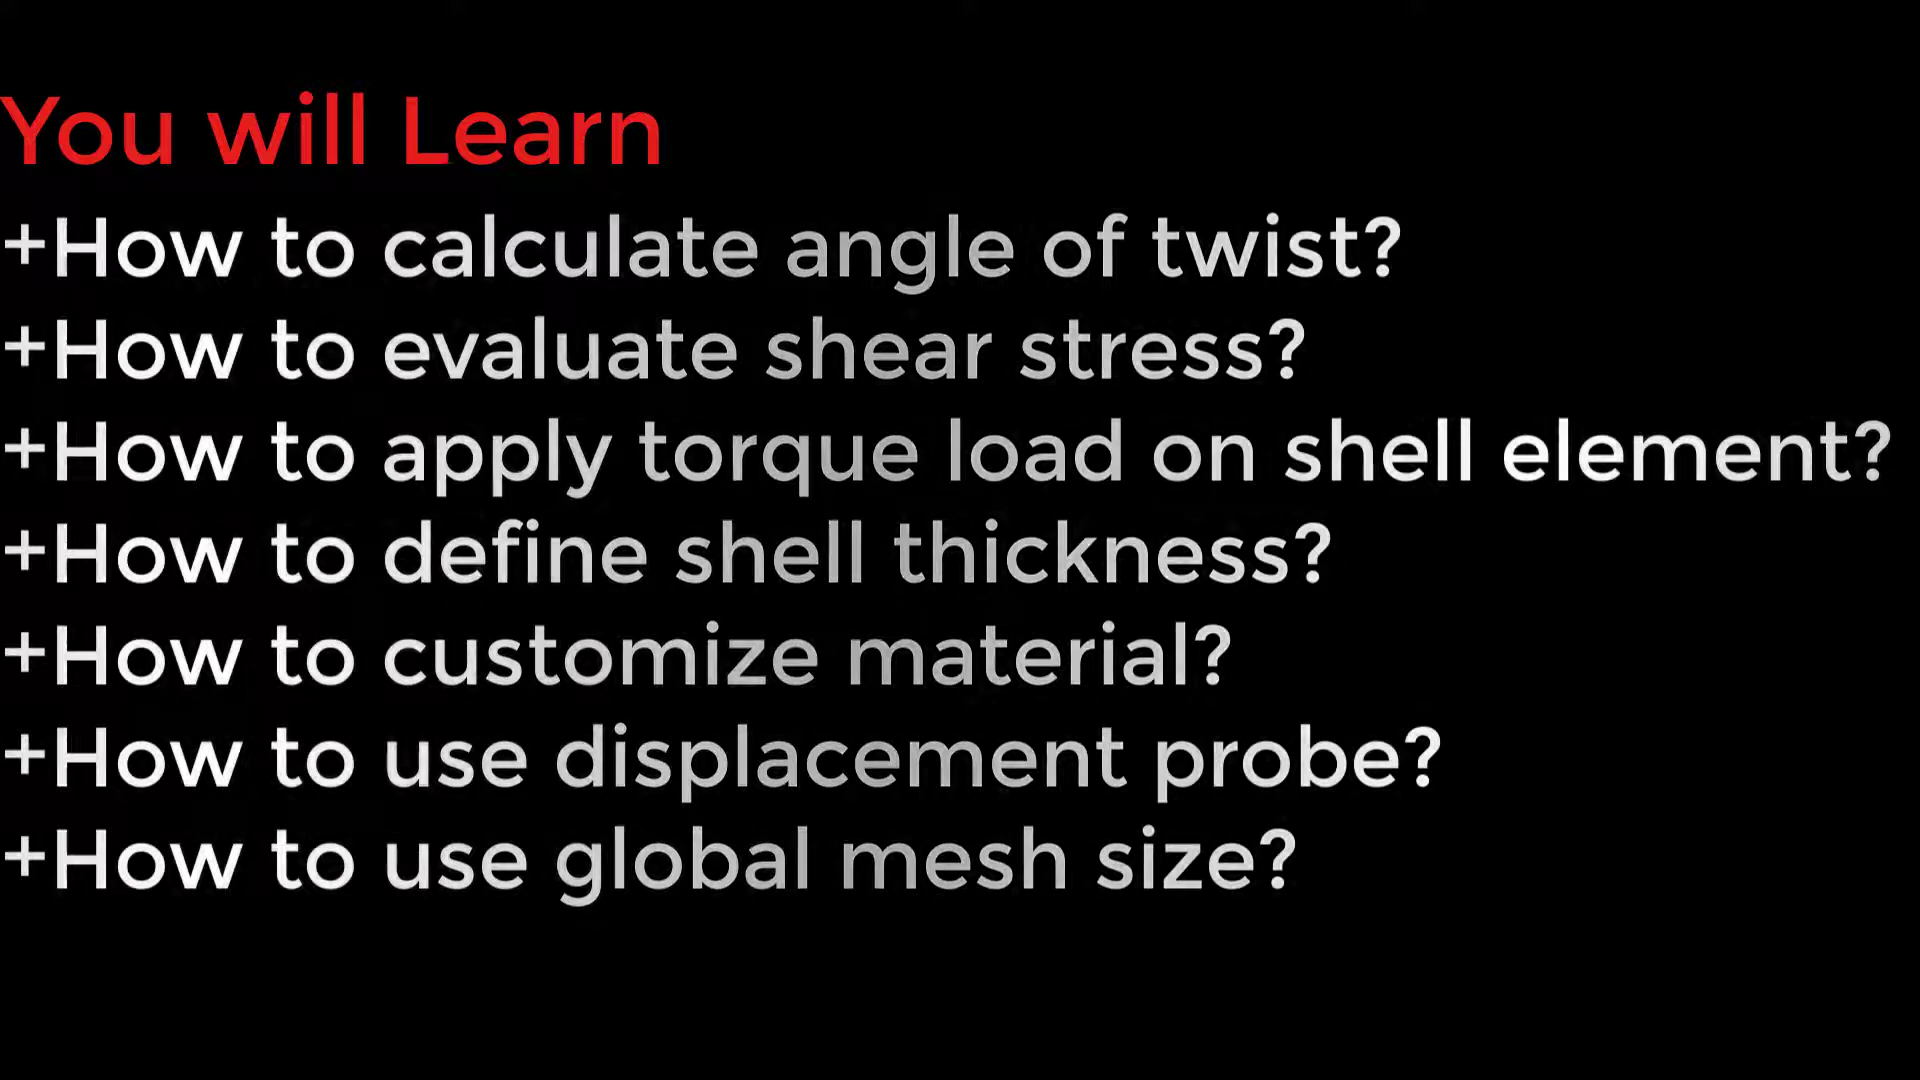 You will Learn
+How to calculate angle of twist?
+How to evaluate shear stress?
+How to apply torque load on shell element?
+How to define shell thickness?
+How to customize material?
+How to use displacement probe?
+How to use global mesh size?